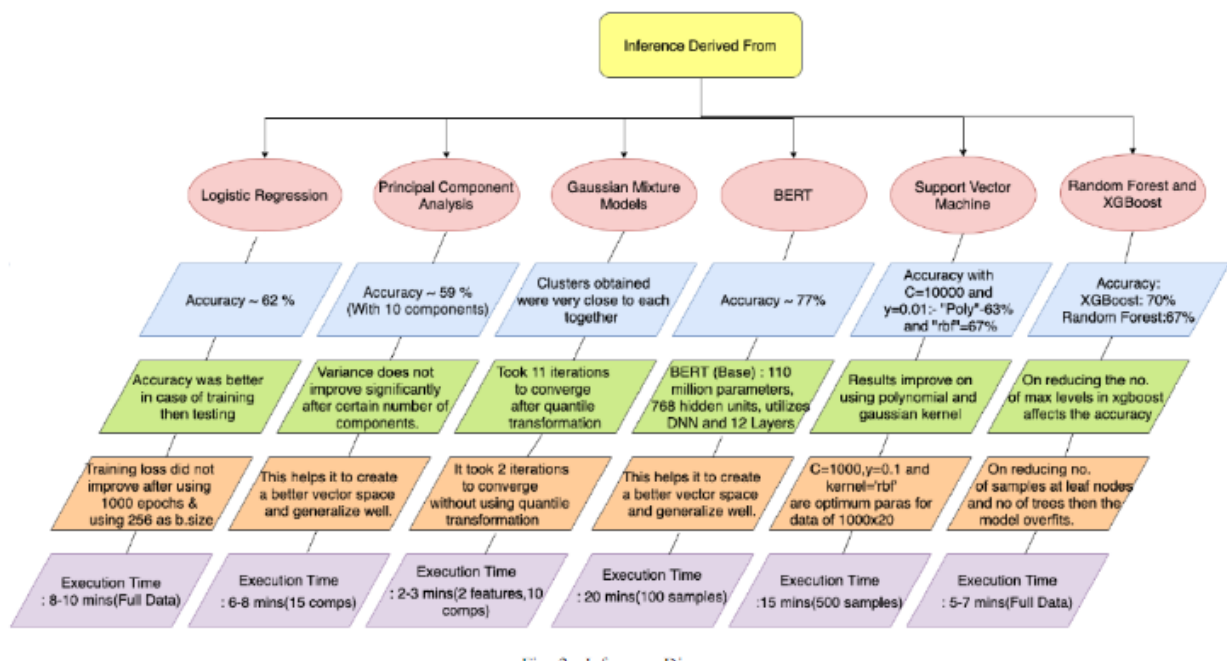 Inference Derived From
Logistic Regression
Principal Component
Analysis
Gaussian Mixture
Models
BERT
Support Vector
Machine
Random Forest and
XGBoost
Accuracy ~ 62 %
Accuracy ~ 59 %
(With 10 components)
Clusters obtained
were very close to each
together
Accuracy ~ 77%
Accuracy with
C=10000 and
y=0.01:- "Poly"-63%
and "rbf"=67%
Accuracy:
XGBoost: 70%
Random Forest:67%
Accuracy was better
in case of training
then testing
Variance does not
improve significantly
after certain number of
components.
Took 11 iterations
to converge
after quantile
transformation
BERT (Base) : 110
million parameters,
768 hidden units, utilizes
DNN and 12 Layers
Results improve on
using polynomial and
gaussian kernel
On reducing the no.
of max levels in xgboost
affects the accuracy
Training loss did not
improve after using
1000 epochs &
using 256 as b.size
This helps it to create
a better vector space
and generalize well.
It took 2 iterations
to converge
without using quantile
transformation
This helps it to create
a better vector space
and generalize well.
C=1000,y=0.1 and
kernel='rbf'
are optimum paras for
data of 1000x20
On reducing no.
of samples at leaf nodes
and no of trees then the
model overfits.
Execution Time
: 8-10 mins(Full Data)
Execution Time
: 6-8 mins(15 comps)
Execution Time
: 2-3 mins(2 features,10
comps)
Execution Time
: 20 mins(100 samples)
Execution Time
:15 mins(500 samples)
Execution Time
: 5-7 mins(Full Data)